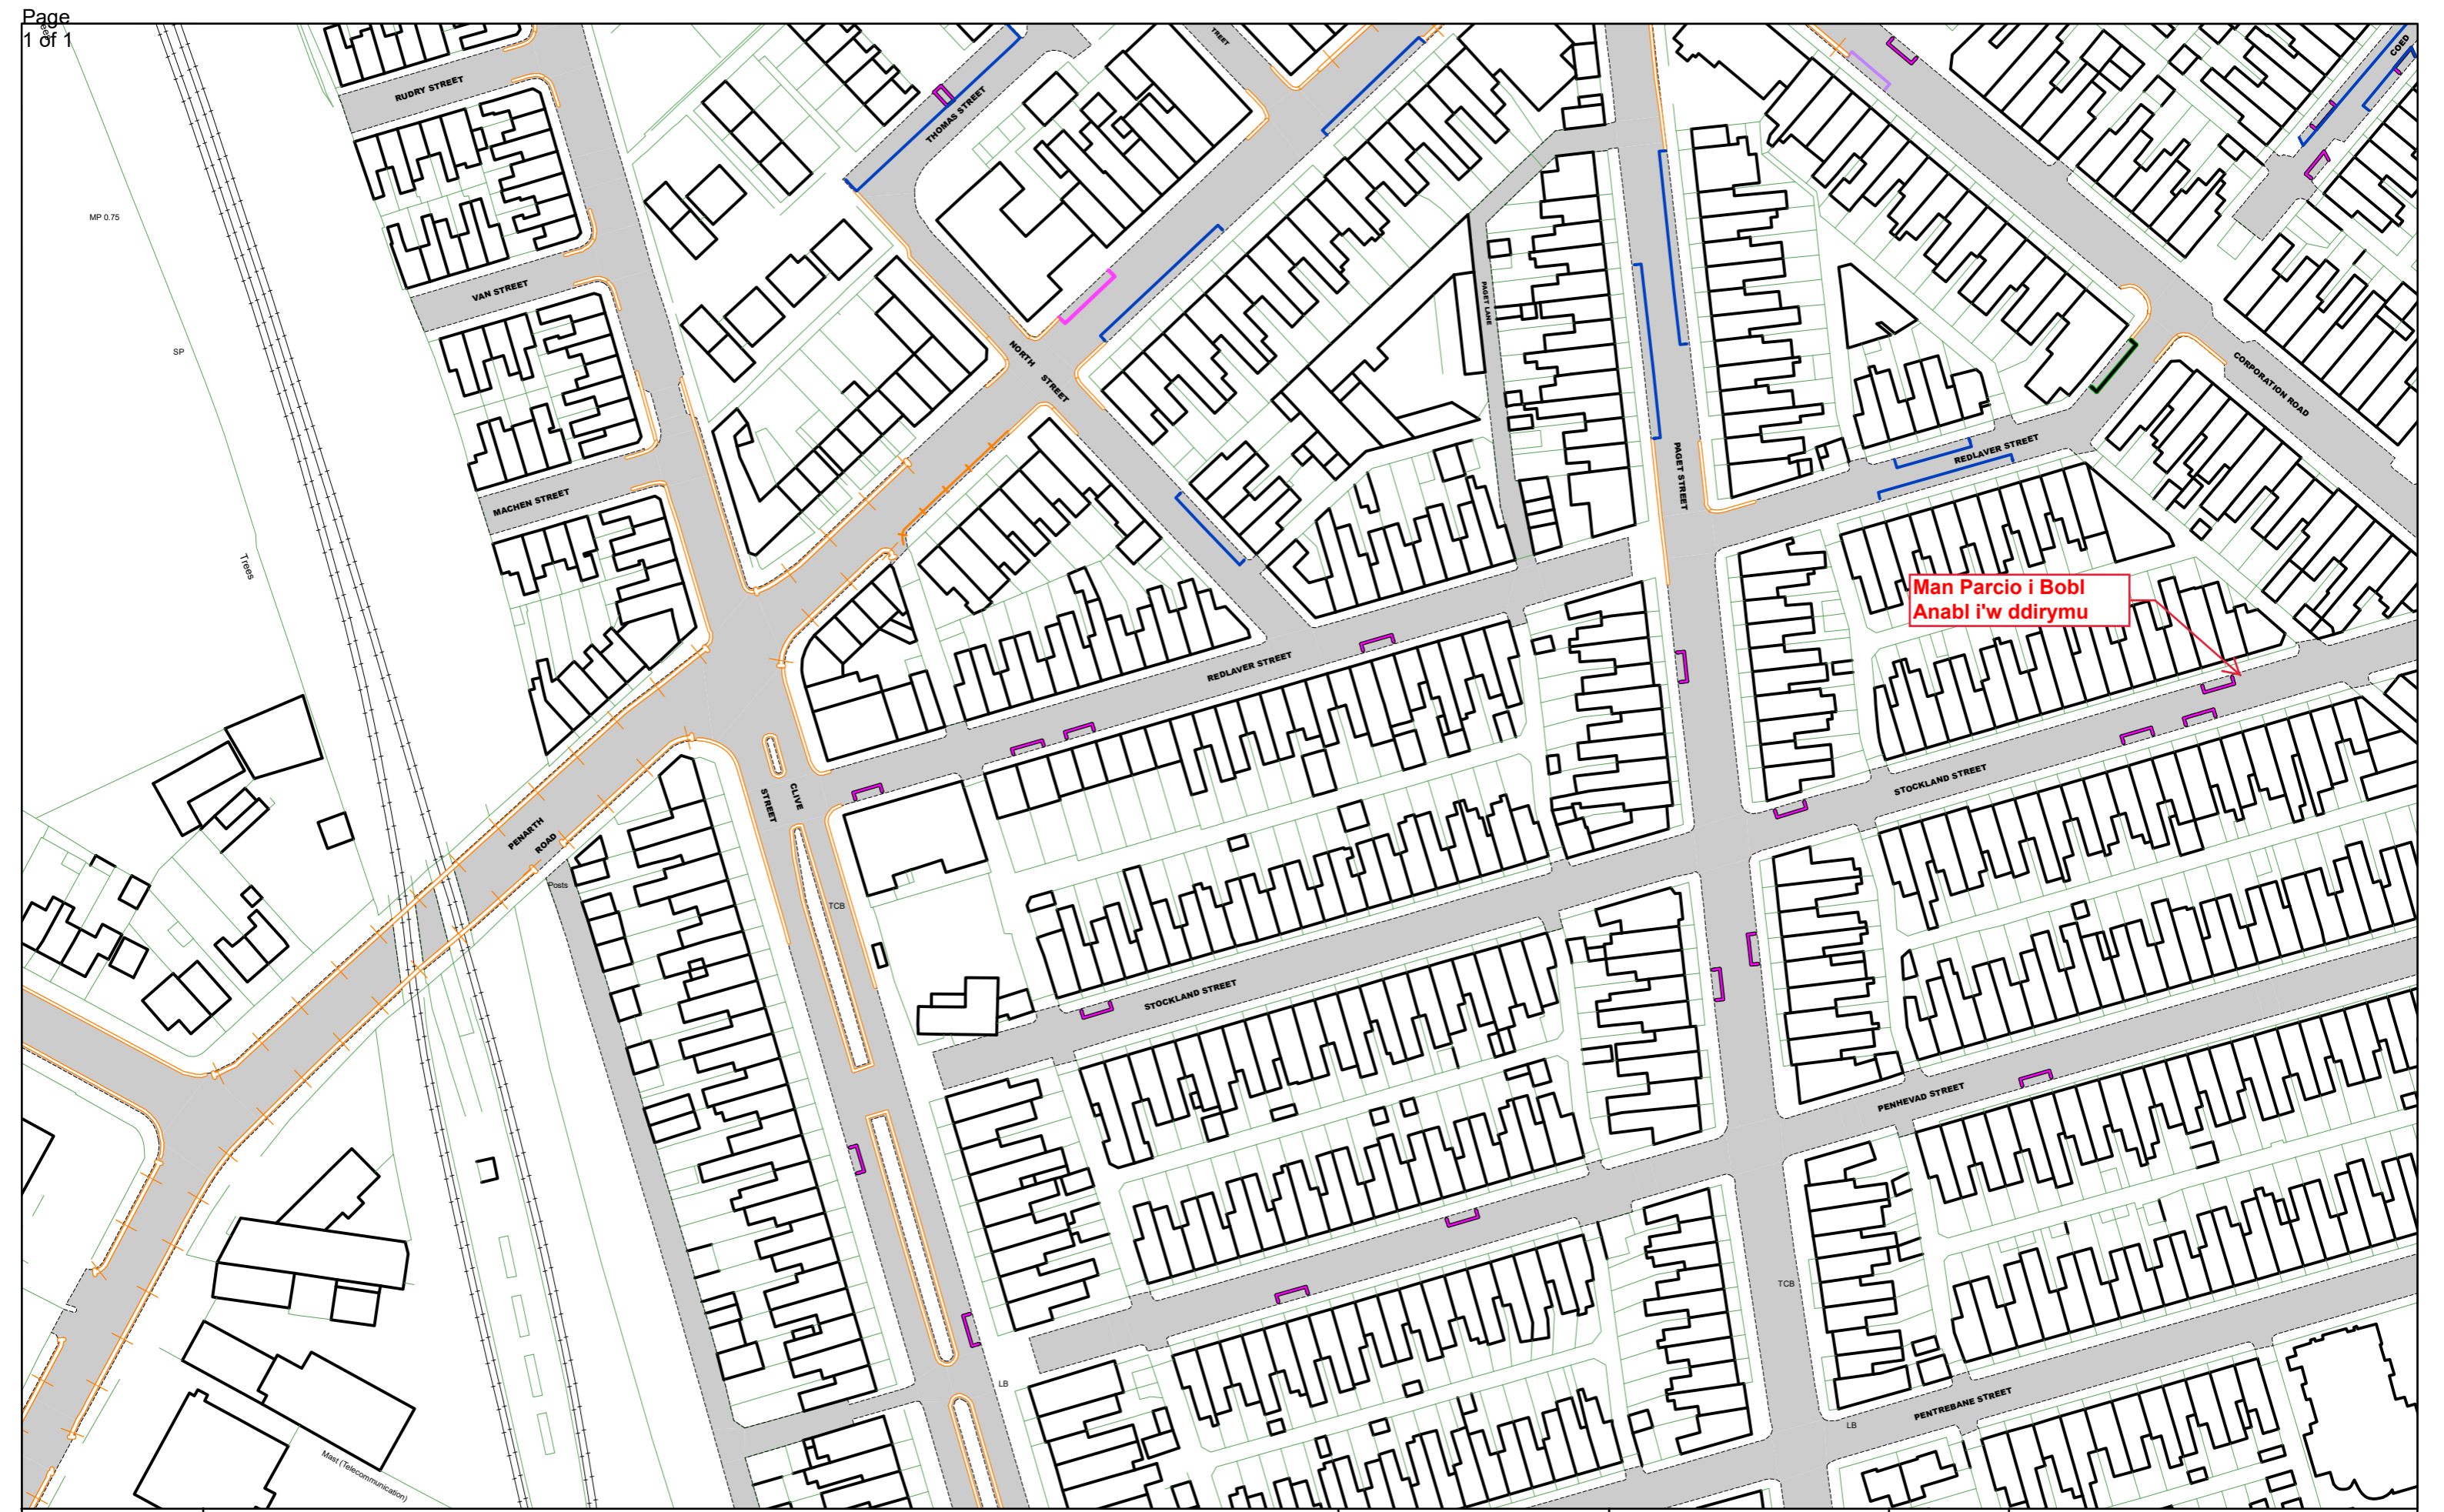 Page
1 of 1
RUDRY STREET
THOMAS STREET
TREET
COED
MP 0.75
VAN STREET
SP
PAGET LANE
NORTH STREET
CORPORATION ROAD
MACHEN STREET
PAGET STREET
REDLAVER STREET
Trees
Man Parcio i Bobl
Anabl i'w ddirymu
REDLAVER STREET
STOCKLAND STREET
CLIVE
STREET
PENARTH
ROAD
Posts
TCB
STOCKLAND STREET
PENHEVAD STREET
TCB
LB
PENTREBANE STREET
LB
Mast (Telecommunication)